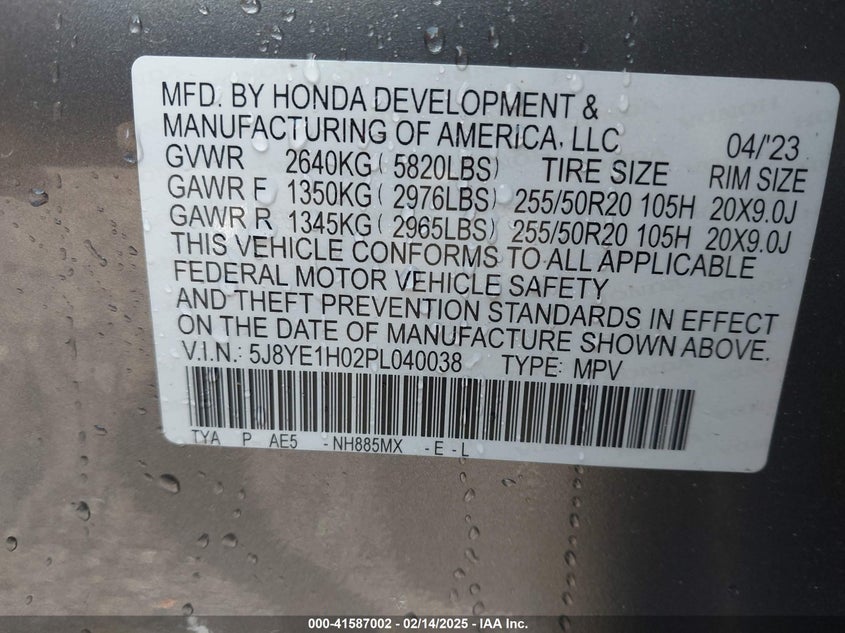 MFD. BY HONDA DEVELOPMENT &
MANUFACTURING OF AMERICA, LLC 04/'23
GVWR 2640KG( 5820LBS) TIRE SIZE RIM SIZE
GAWR F 1350KG( 2976LBS) 255/50R20 105H 20X9.0J
GAWR R 1345KG( 2965LBS) 255/50R20 105H 20X9.0J
THIS VEHICLE CONFORMS TO ALL APPLICABLE
FEDERAL MOTOR VEHICLE SAFETY
AND THEFT PREVENTION STANDARDS IN EFFECT
ON THE DATE OF MANUFACTURE SHOWN ABOVE.
V.I.N.: 5J8YE1H02PL040038 TYPE: MPV
TYA P AE5 - NH885MX - E - L
000-41587002 - 02/14/2025 - IAA Inc.